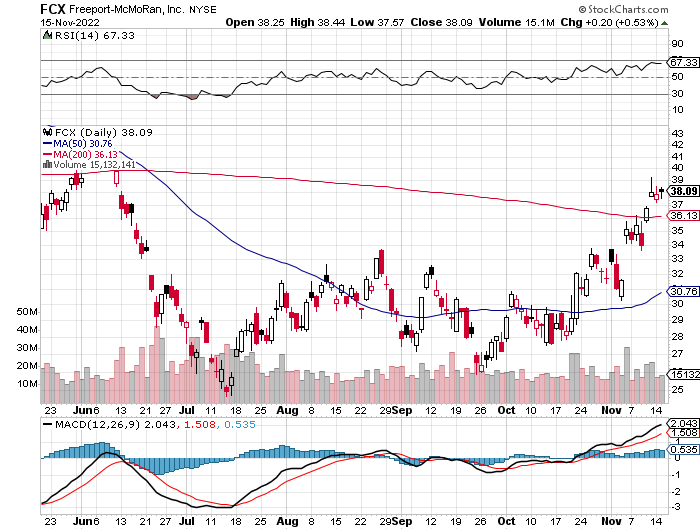 FCX Freeport-McMoRan, Inc. NYSE
© StockCharts.com
15-Nov-2022
Open 38.25 High 38.44 Low 37.57 Close 38.09 Volume 15.1M Chg +0.20 (+0.53%)
RSI(14) 67.33
90
70
67.33
50
30
10
FCX (Daily) 38.09
MA(50) 30.76
MA(200) 36.13
Volume 15,132,141
43
42
41
40
39
38.09
37
36.13
35
34
33
32
31
30.76
30
29
28
27
26
25
50M
40M
30M
20M
10M
15132
23 Jun 6 13 21 27 Jul 11 18 25 Aug 8 15 22 29 Sep 12 19 26 Oct 10 17 24 Nov 7 14
MACD(12,26,9) 2.043, 1.508, 0.535
2.043
1.508
1
0.535
-1
-2
-3
23 Jun 6 13 21 27 Jul 11 18 25 Aug 8 15 22 29 Sep 12 19 26 Oct 10 17 24 Nov 7 14